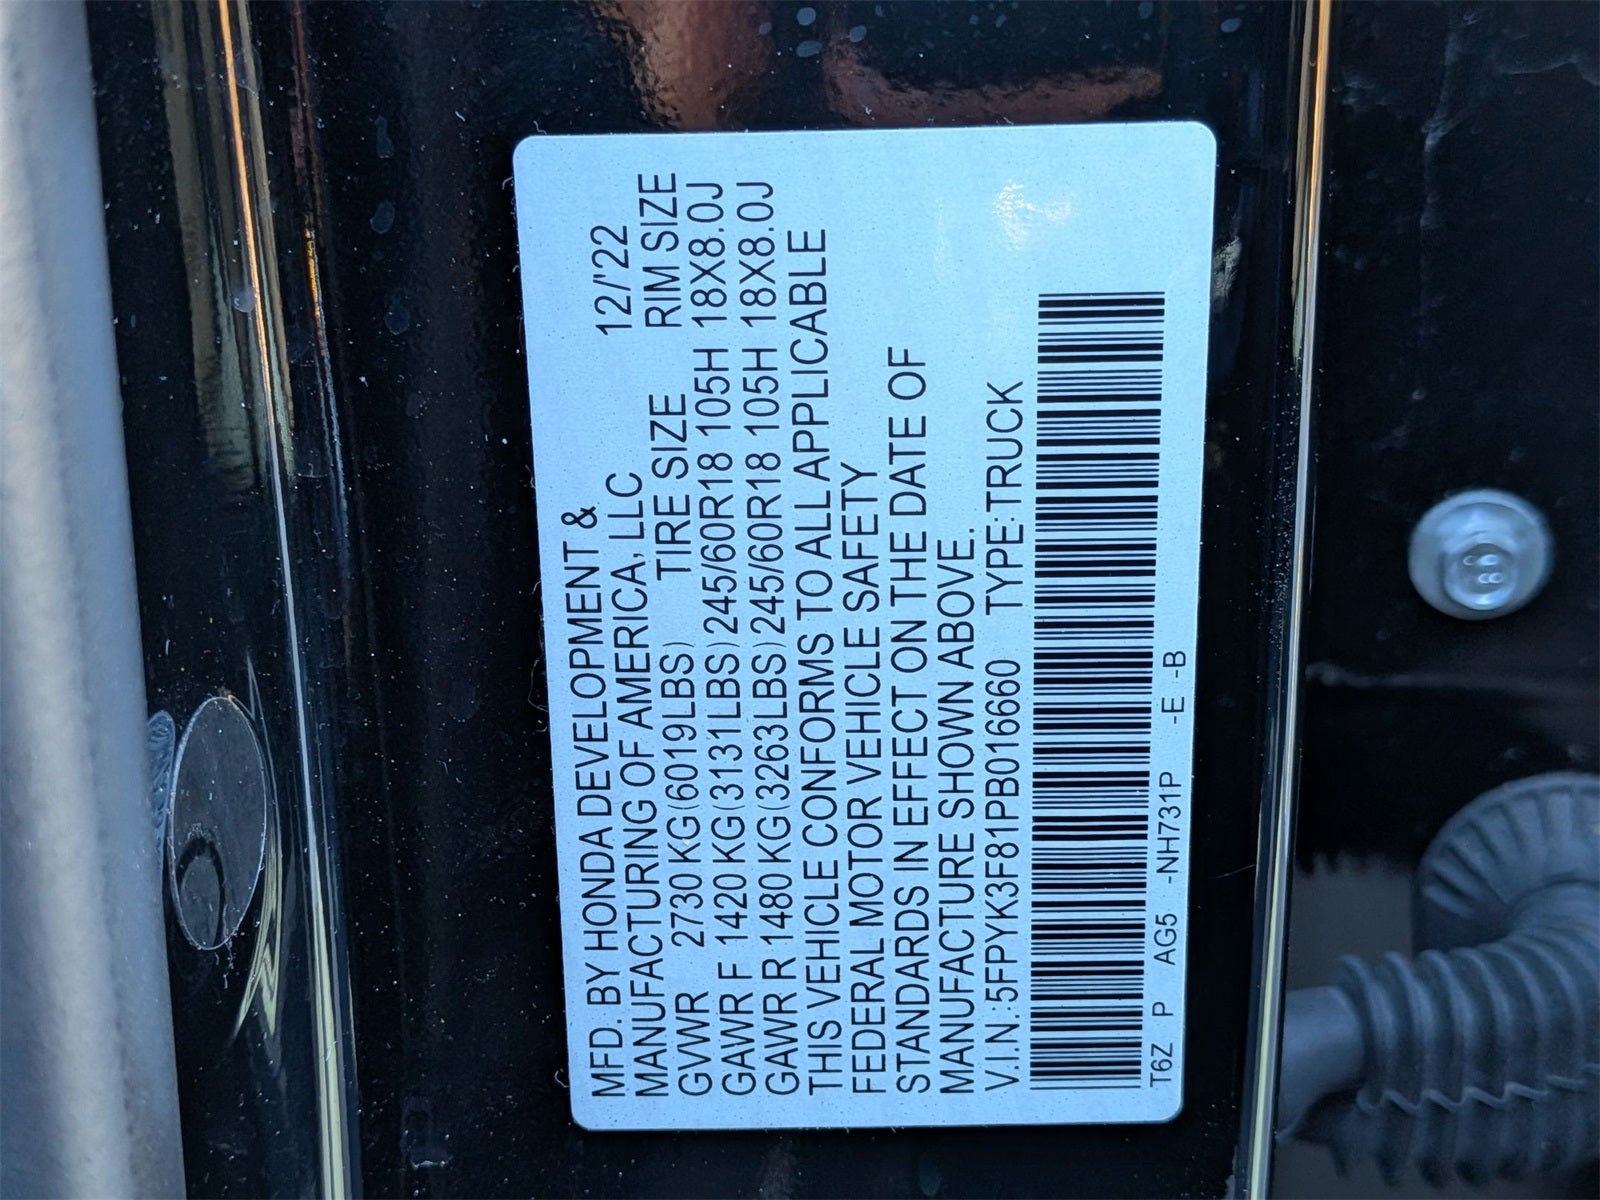 MFD. BY HONDA DEVELOPMENT &
MANUFACTURING OF AMERICA, LLC 12/'22
GVWR 2730 KG(6019LBS) TIRE SIZE RIM SIZE
GAWR F 1420 KG(3131LBS) 245/60R18 105H 18X8.0J
GAWR R 1480 KG(3263LBS) 245/60R18 105H 18X8.0J
THIS VEHICLE CONFORMS TO ALL APPLICABLE
FEDERAL MOTOR VEHICLE SAFETY
STANDARDS IN EFFECT ON THE DATE OF
MANUFACTURE SHOWN ABOVE.
V.I.N.:5FPYK3F81PB016660 TYPE:TRUCK
T6Z P AG5 -NH731P -E -B